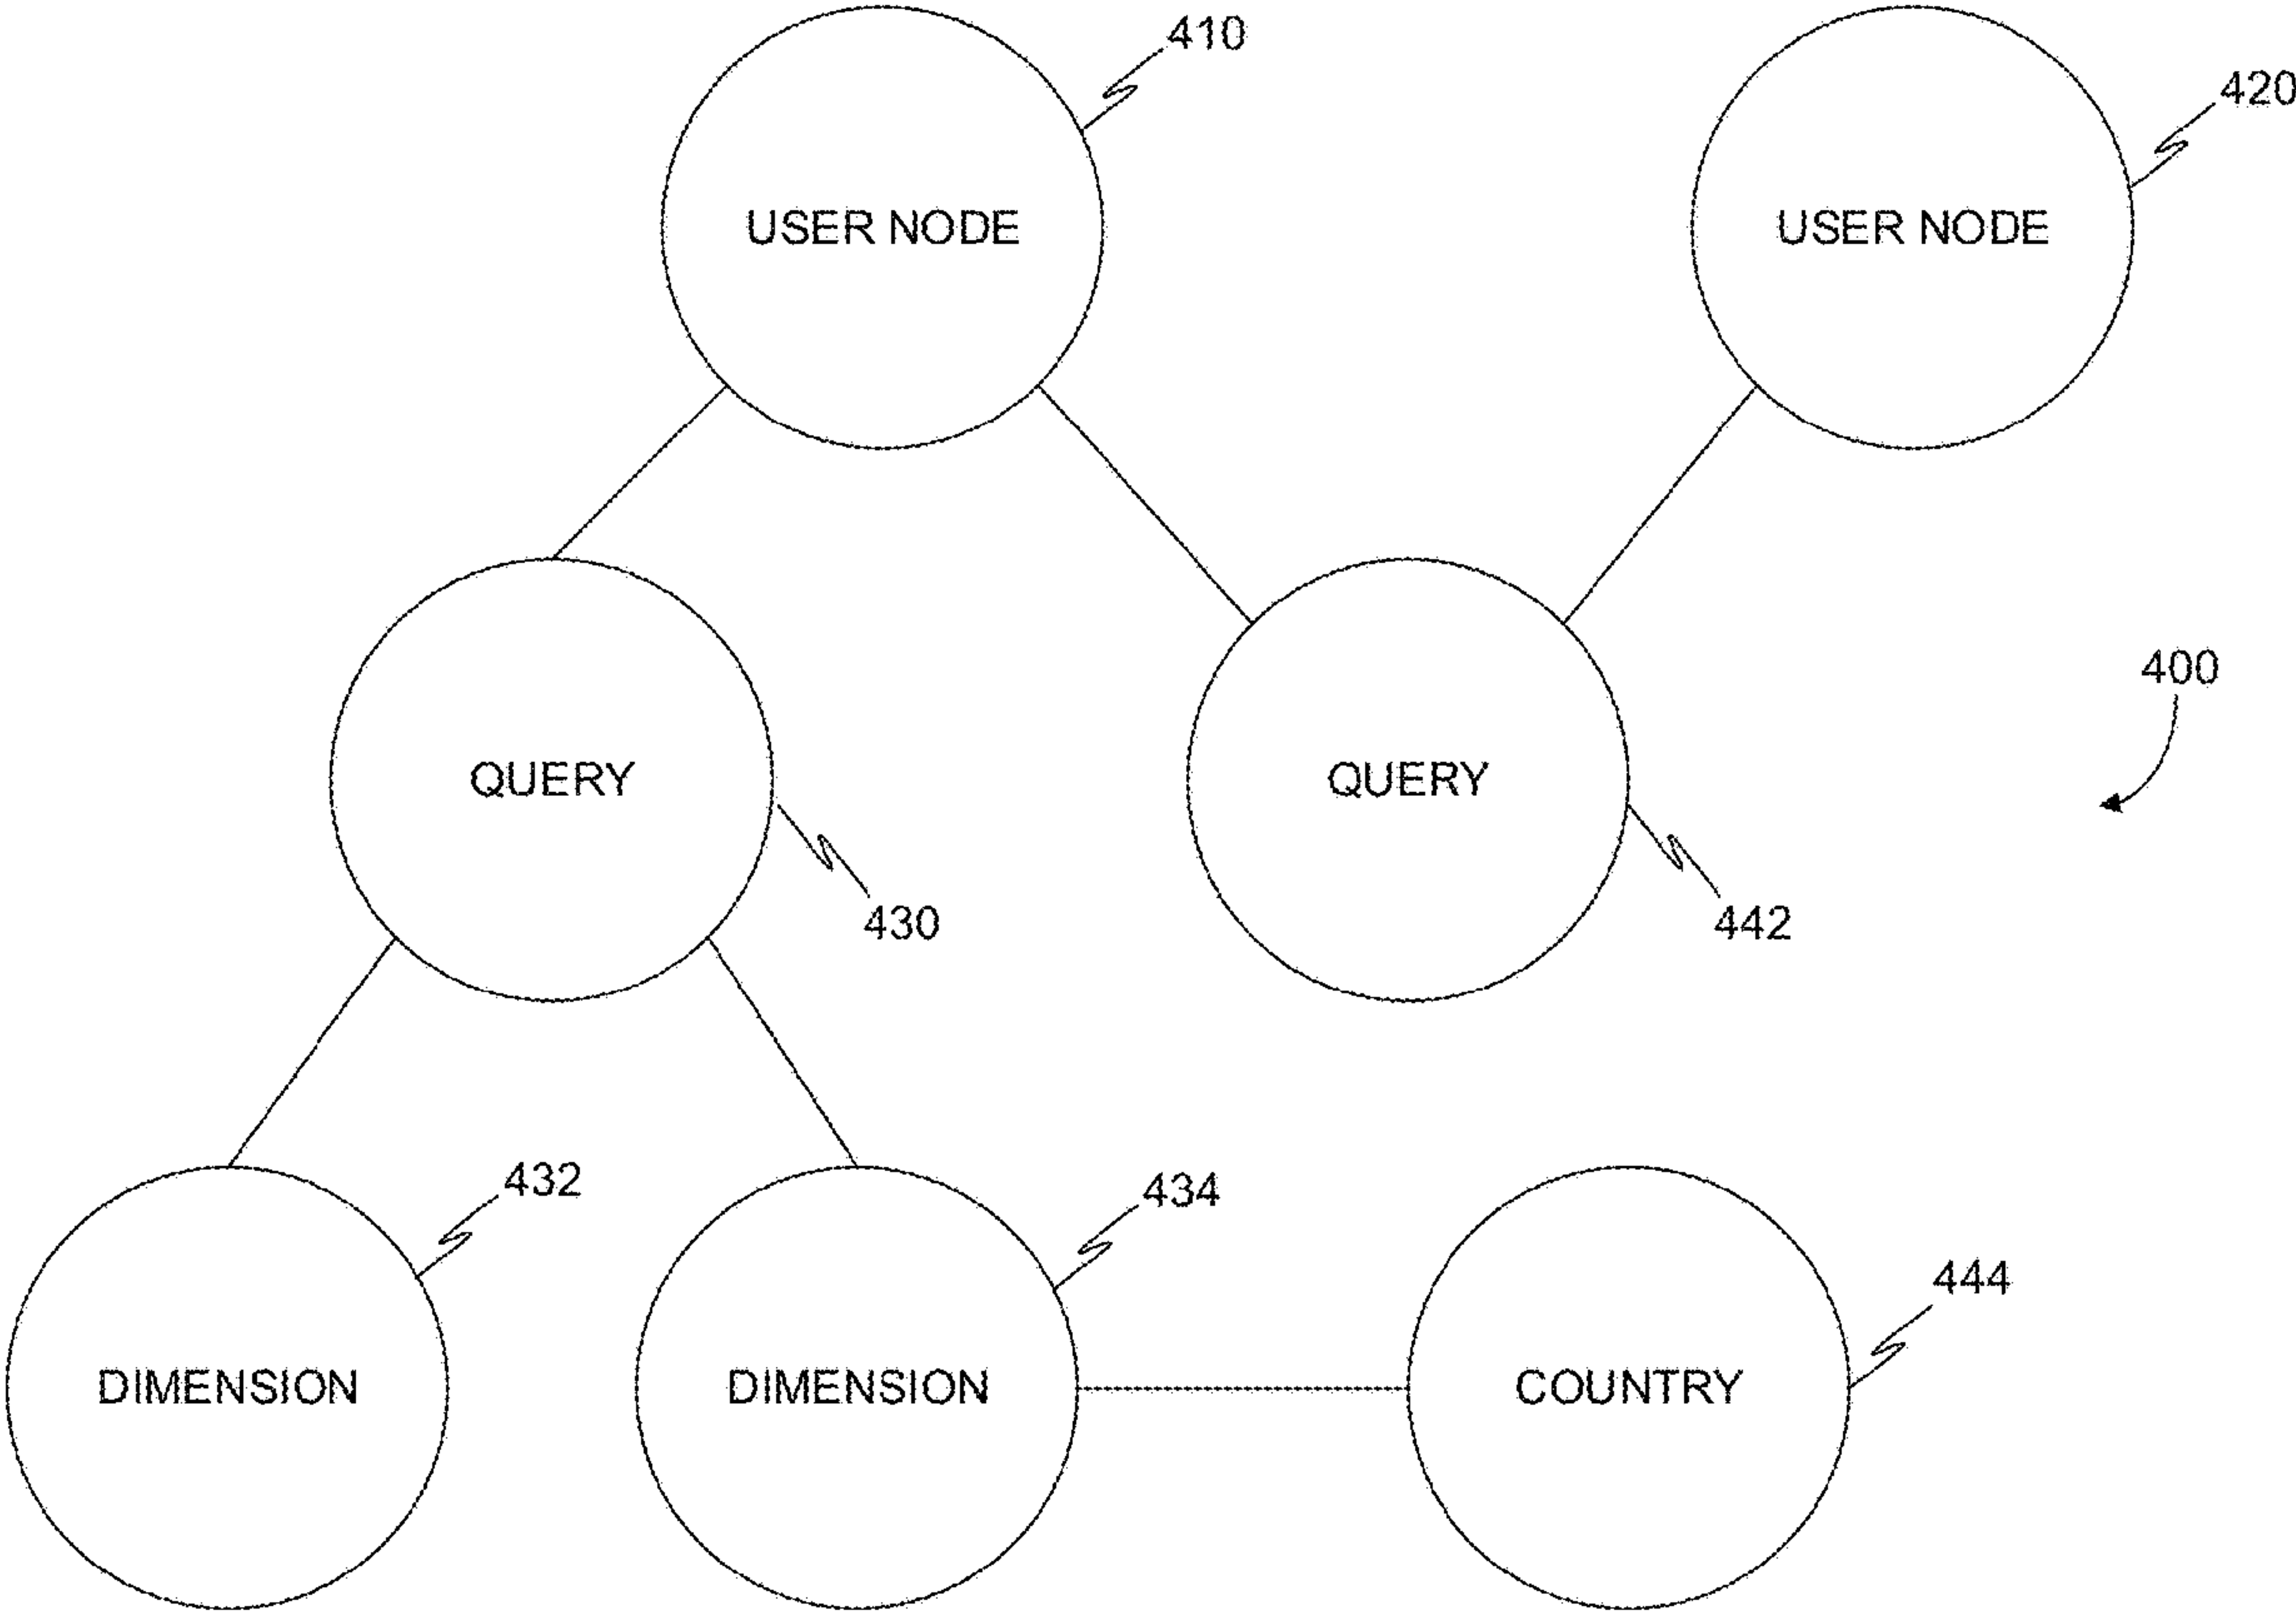 410
420
USER NODE
USER NODE
400
QUERY
QUERY
430
442
432
434
444
DIMENSION
DIMENSION
COUNTRY